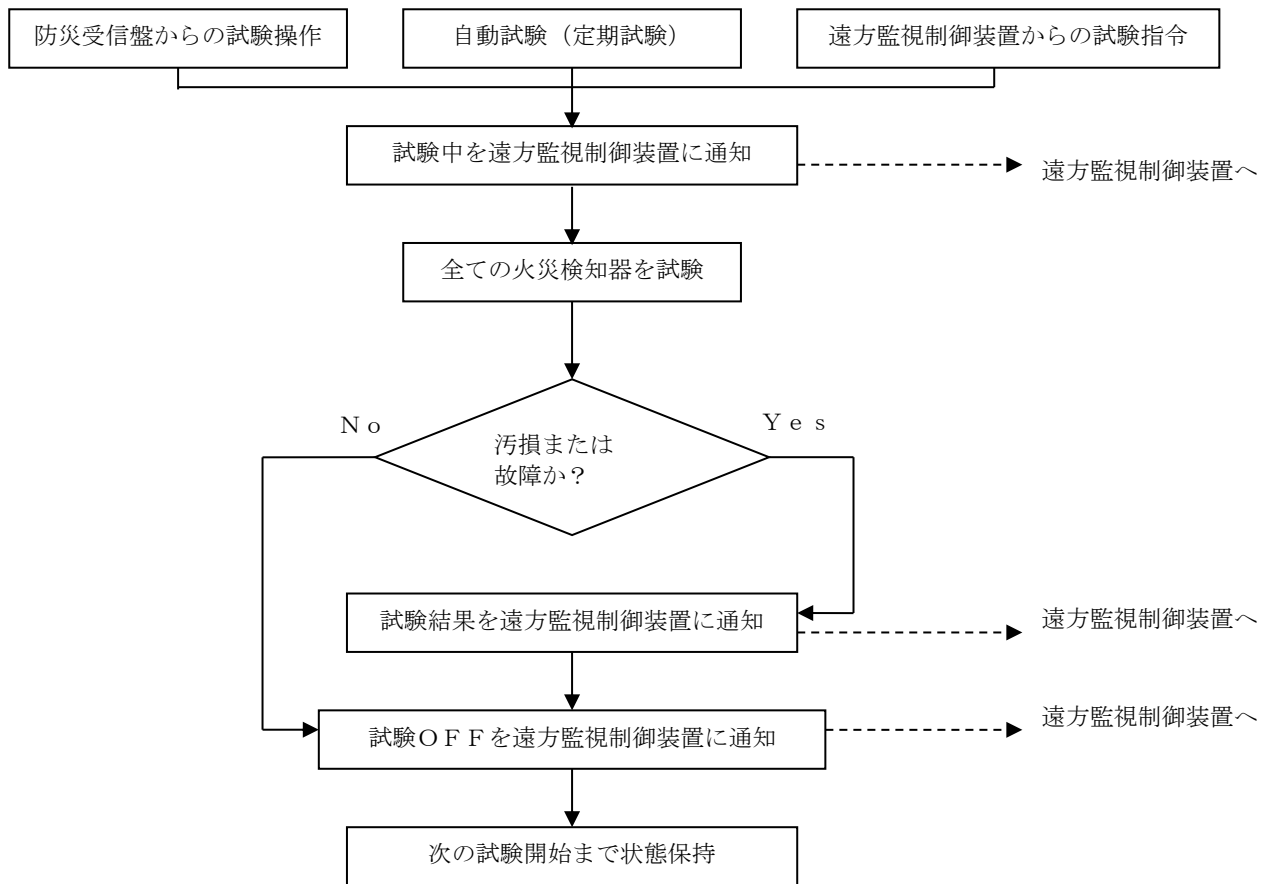 防災受信盤からの試験操作
自動試験（定期試験）
遠方監視制御装置からの試験指令
試験中を遠方監視制御装置に通知
遠方監視制御装置へ
全ての火災検知器を試験
Ｎｏ
Ｙｅｓ
汚損または
故障か？
試験結果を遠方監視制御装置に通知
遠方監視制御装置へ
試験ＯＦＦを遠方監視制御装置に通知
遠方監視制御装置へ
次の試験開始まで状態保持